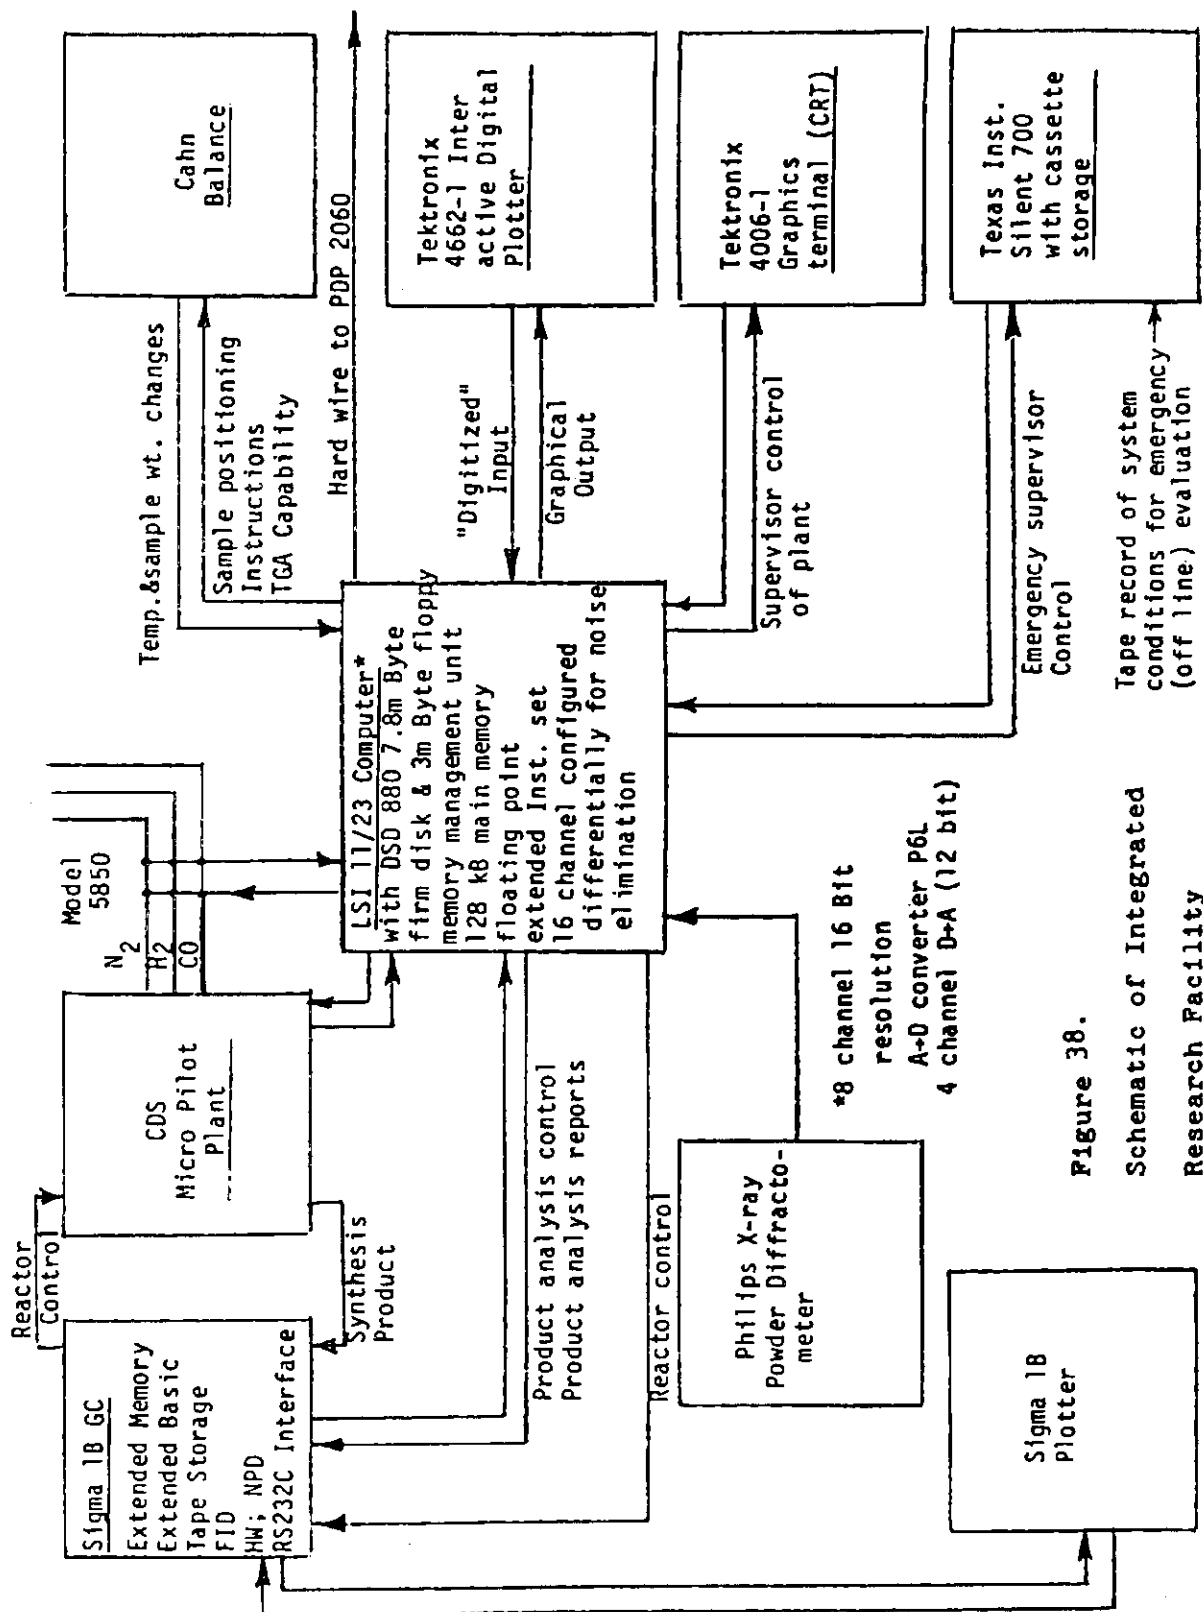 Reactor
Control
Sigma 1B GC
Extended Memory
Extended Basic
Tape Storage
FID
HW; NPD
RS232C Interface
Synthesis
Product
CDS
Micro Pilot
Plant
Model
5850
N2
H2
CO
Temp.&sample wt. changes
Sample positioning
Instructions
TGA Capability
Cahn
Balance
Hard wire to PDP 2060
LSI 11/23 Computer*
with DSD 880 7.8m Byte
firm disk & 3m Byte floppy
memory management unit
128 kB main memory
floating point
extended Inst. set
16 channel configured
differentially for noise
elimination
"Digitized"
Input
Graphical
Output
Tektronix
4662-1 Inter
active Digital
Plotter
Product analysis control
Product analysis reports
Reactor control
Supervisor control
of plant
Tektronix
4006-1
Graphics
terminal (CRT)
Philips X-ray
Powder Diffracto-
meter
*8 channel 16 Bit
resolution
A→D converter P6L
4 channel D→A (12 bit)
Emergency supervisor
Control
Texas Inst.
Silent 700
with cassette
storage
Tape record of system
conditions for emergency
(off line) evaluation
Sigma 1B
Plotter
Figure 38.
Schematic of Integrated
Research Facility